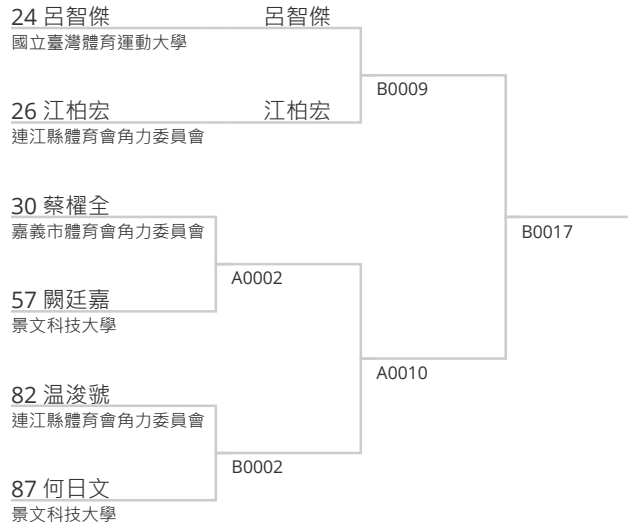 24 呂智傑 呂智傑
國立臺灣體育運動大學
B0009
26 江柏宏 江柏宏
連江縣體育會角力委員會
30 蔡櫂全
嘉義市體育會角力委員會
B0017
A0002
57 闕廷嘉
景文科技大學
A0010
82 温浚虢
連江縣體育會角力委員會
B0002
87 何日文
景文科技大學